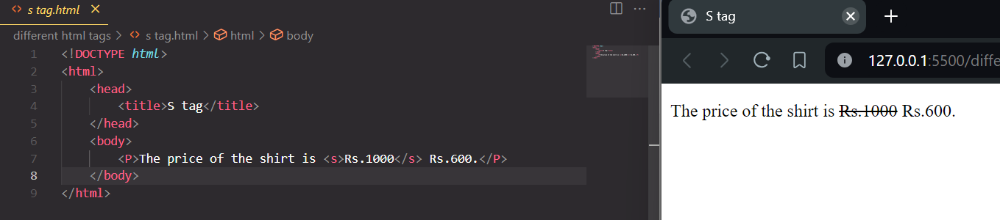 s tag.html
different html tags > s tag.html > html > body
1 <!DOCTYPE html>
2 <html>
3 <head>
4 <title>S tag</title>
5 </head>
6 <body>
7 <P>The price of the shirt is <s>Rs.1000</s> Rs.600.</P>
8 </body>
9 </html>
S tag
127.0.0.1:5500/diffe
The price of the shirt is Rs.1000 Rs.600.